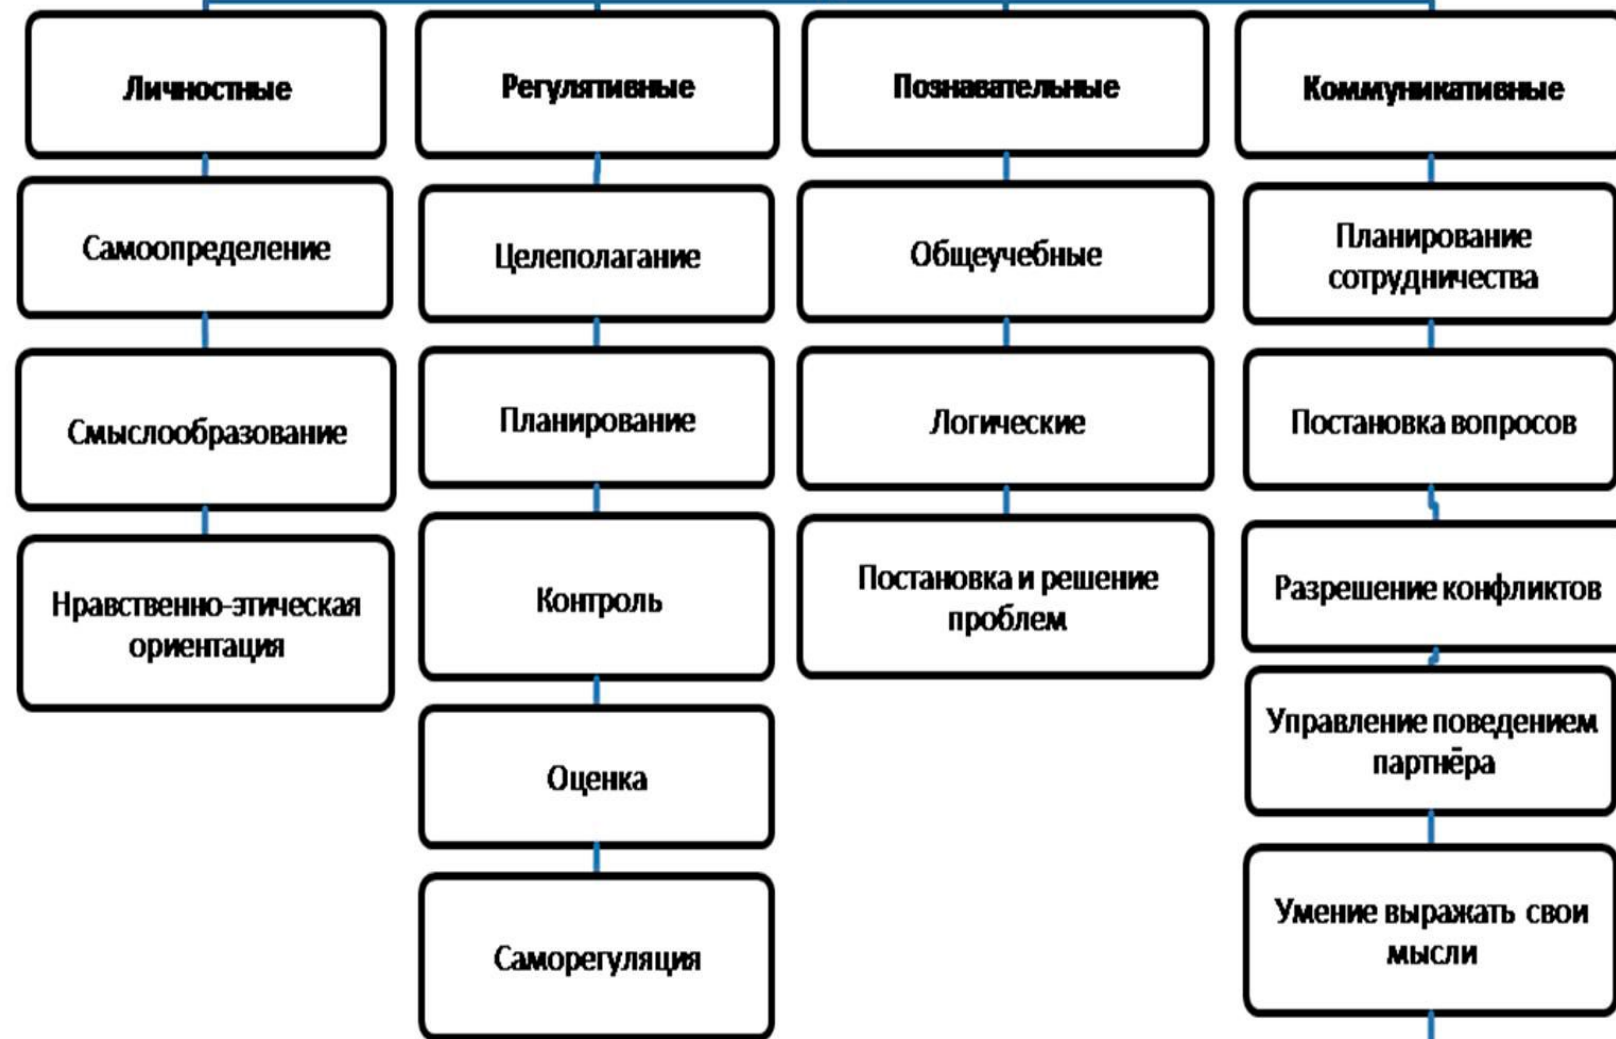 Личностные
Самоопределение
Смыслообразование
Нравственно-этическая
ориентация
Регулятивные
Целеполагание
Планирование
Контроль
Оценка
Саморегуляция
Познавательные
Общеучебные
Логические
Постановка и решение
проблем
Коммуникативные
Планирование
сотрудничества
Постановка вопросов
Разрешение конфликтов
Управление поведением
партнёра
Умение выражать свои
мысли